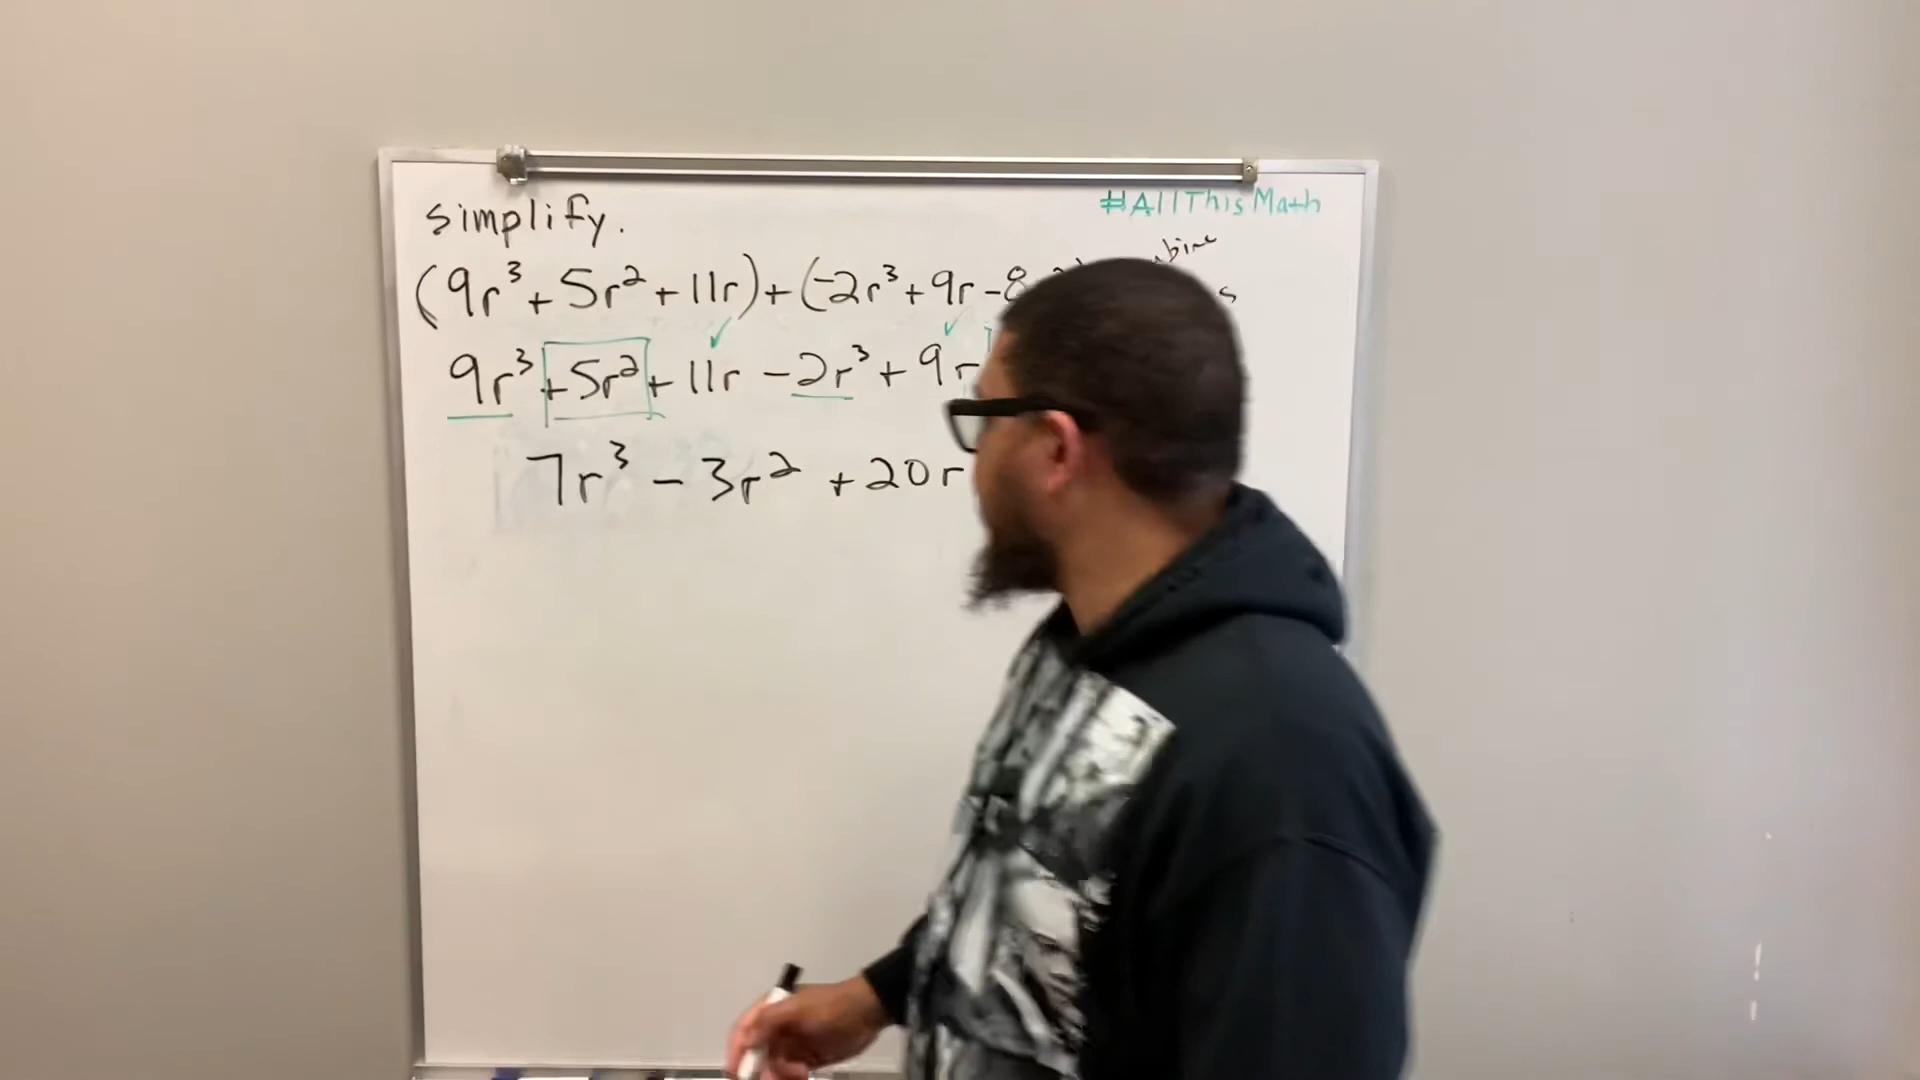 simplify.
#AllThisMath
(9r³+5r²+11r)+(-2r³+9r-8
9r³+5r²+11r-2r³+9r
7r³-3r²+20r